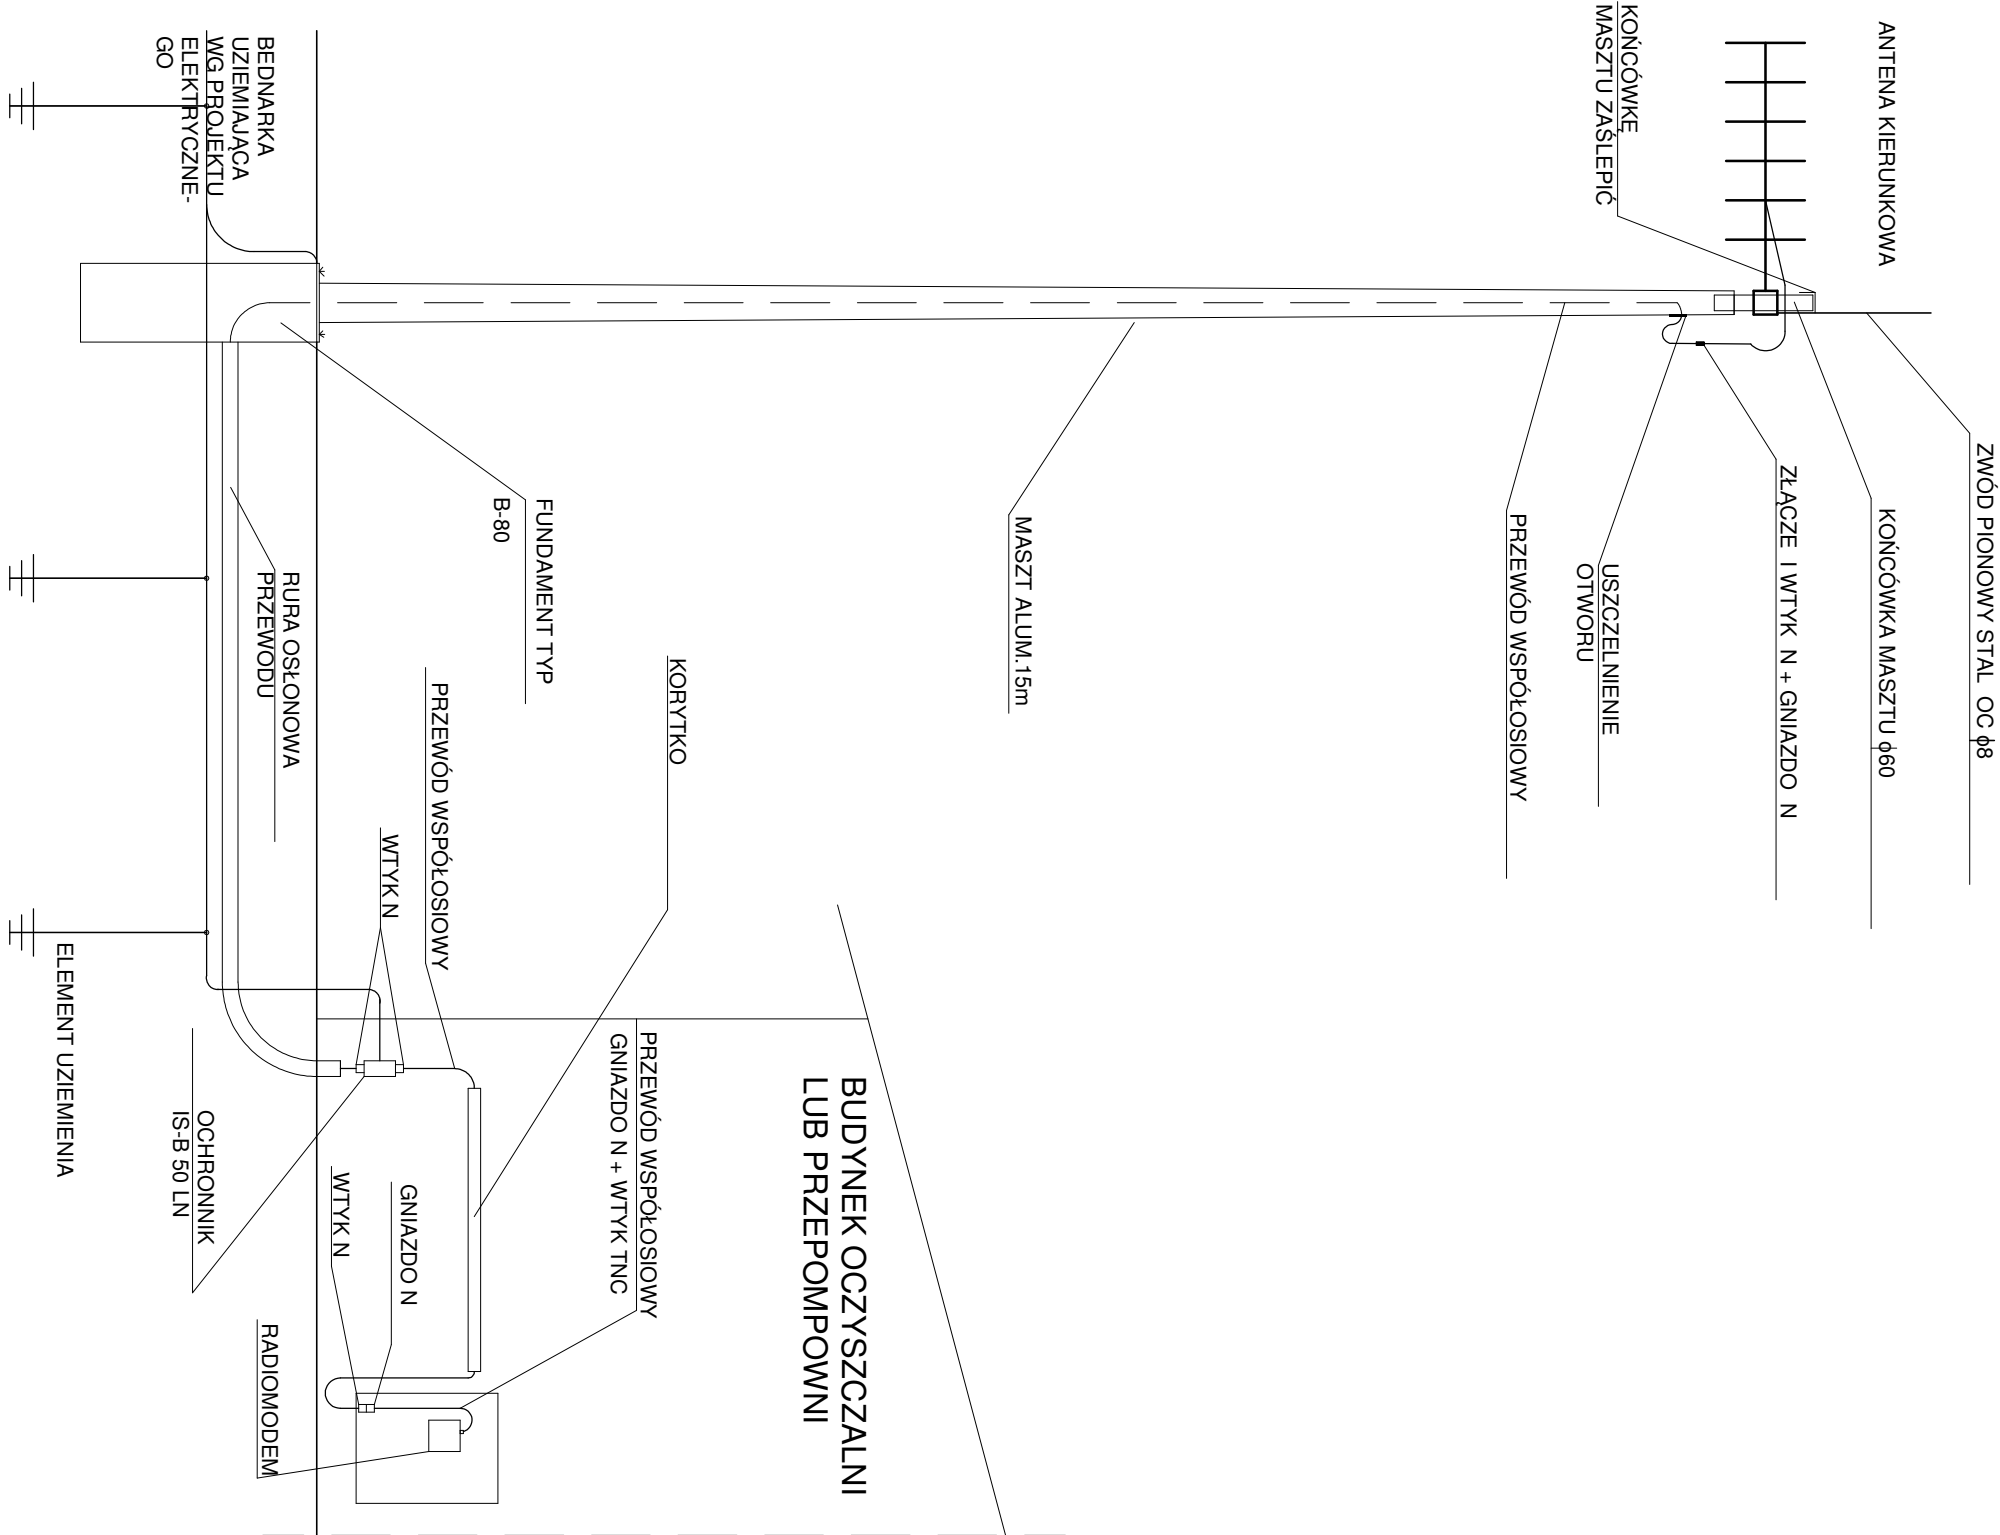 ANTENA KIERUNKOWA
KOŃCÓWKĘ
MASZTU ZAŚLEPIĆ
ZWÓD PIONOWY STAL OC ϕ8
KOŃCÓWKA MASZTU ϕ60
ZŁĄCZE I WTYK N + GNIAZDO N
USZCZELNIENIE
OTWORU
PRZEWÓD WSPÓŁOSIOWY
MASZT ALUM.15m
BUDYNEK OCZYSZCZALNI
LUB PRZEPOMPOWNI
KORYTKO
PRZEWÓD WSPÓŁOSIOWY
GNIAZDO N + WTYK TNC
FUNDAMENT TYP
B-80
PRZEWÓD WSPÓŁOSIOWY
WTYK N
GNIAZDO N
WTYK N
RURA OSŁONOWA
PRZEWODU
RADIOMODEM
BEDNARKA
UZIEMIAJĄCA
WG PROJEKTU
ELEKTRYCZNE-
GO
OCHRONNIK
IS-B 50 LN
ELEMENT UZIEMIENIA